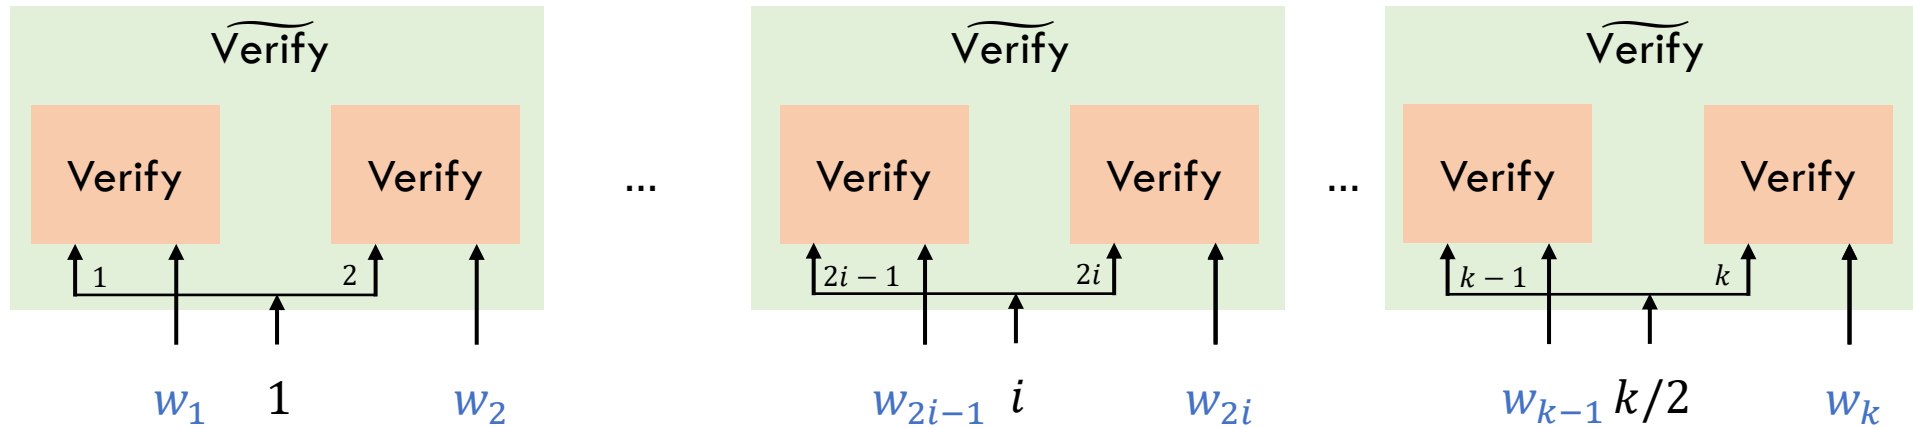 Verify Verify Verify
Verify Verify ... Verify Verify ... Verify Verify
1 2 2i − 1 2i k − 1 k
w₁ 1 w₂ w₂ᵢ₋₁ i w₂ᵢ wₖ₋₁ k/2 wₖ